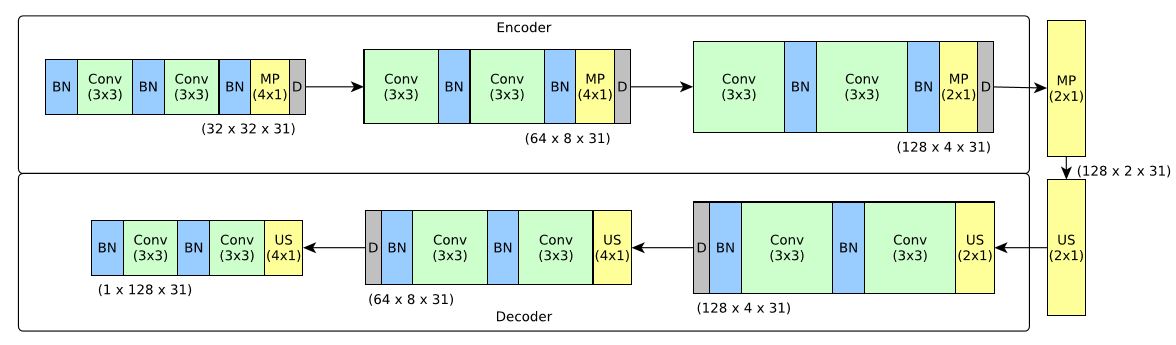 Encoder
BN
Conv
(3x3)
BN
Conv
(3x3)
BN
MP
(4x1)
D
(32 x 32 x 31)
Conv
(3x3)
BN
Conv
(3x3)
BN
MP
(4x1)
D
(64 x 8 x 31)
Conv
(3x3)
BN
Conv
(3x3)
BN
MP
(2x1)
D
(128 x 4 x 31)
MP
(2x1)
(128 x 2 x 31)
US
(2x1)
BN
Conv
(3x3)
BN
Conv
(3x3)
US
(4x1)
(1 x 128 x 31)
D
BN
Conv
(3x3)
BN
Conv
(3x3)
US
(4x1)
(64 x 8 x 31)
D
BN
Conv
(3x3)
BN
Conv
(3x3)
US
(2x1)
(128 x 4 x 31)
Decoder